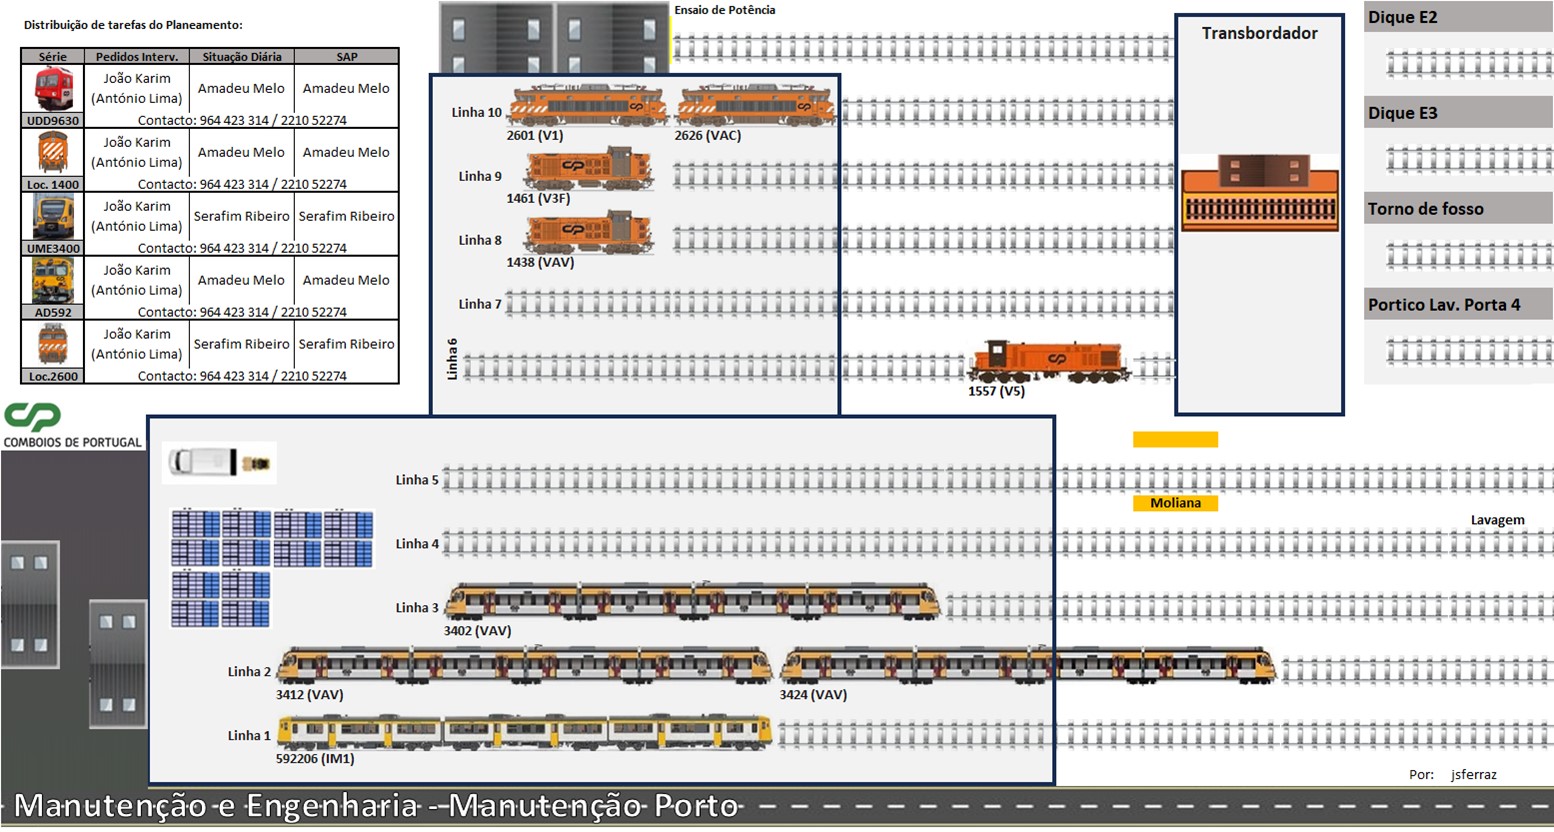 Distribuição de tarefas do Planeamento:
Série Pedidos Interv. Situação Diária SAP
João Karim
(António Lima)
Amadeu Melo Amadeu Melo
UDD9630 Contacto: 964 423 314 / 2210 52274
João Karim
(António Lima)
Amadeu Melo Amadeu Melo
Loc. 1400 Contacto: 964 423 314 / 2210 52274
João Karim
(António Lima)
Serafim Ribeiro Serafim Ribeiro
UME3400 Contacto: 964 423 314 / 2210 52274
João Karim
(António Lima)
Amadeu Melo Amadeu Melo
AD592 Contacto: 964 423 314 / 2210 52274
João Karim
(António Lima)
Serafim Ribeiro Serafim Ribeiro
Loc.2600 Contacto: 964 423 314 / 2210 52274
CP
COMBOIOS DE PORTUGAL
Ensaio de Potência
Linha 10
2601 (V1) 2626 (VAC)
Linha 9
1461 (V3F)
Linha 8
1438 (VAV)
Linha 7
Linha 6
1557 (V5)
Transbordador
Dique E2
Dique E3
Torno de fosso
Portico Lav. Porta 4
Linha 5
Moliana
Lavagem
Linha 4
Linha 3
3402 (VAV)
Linha 2
3412 (VAV) 3424 (VAV)
Linha 1
592206 (IM1)
Por: jsferraz
Manutenção e Engenharia - Manutenção Porto